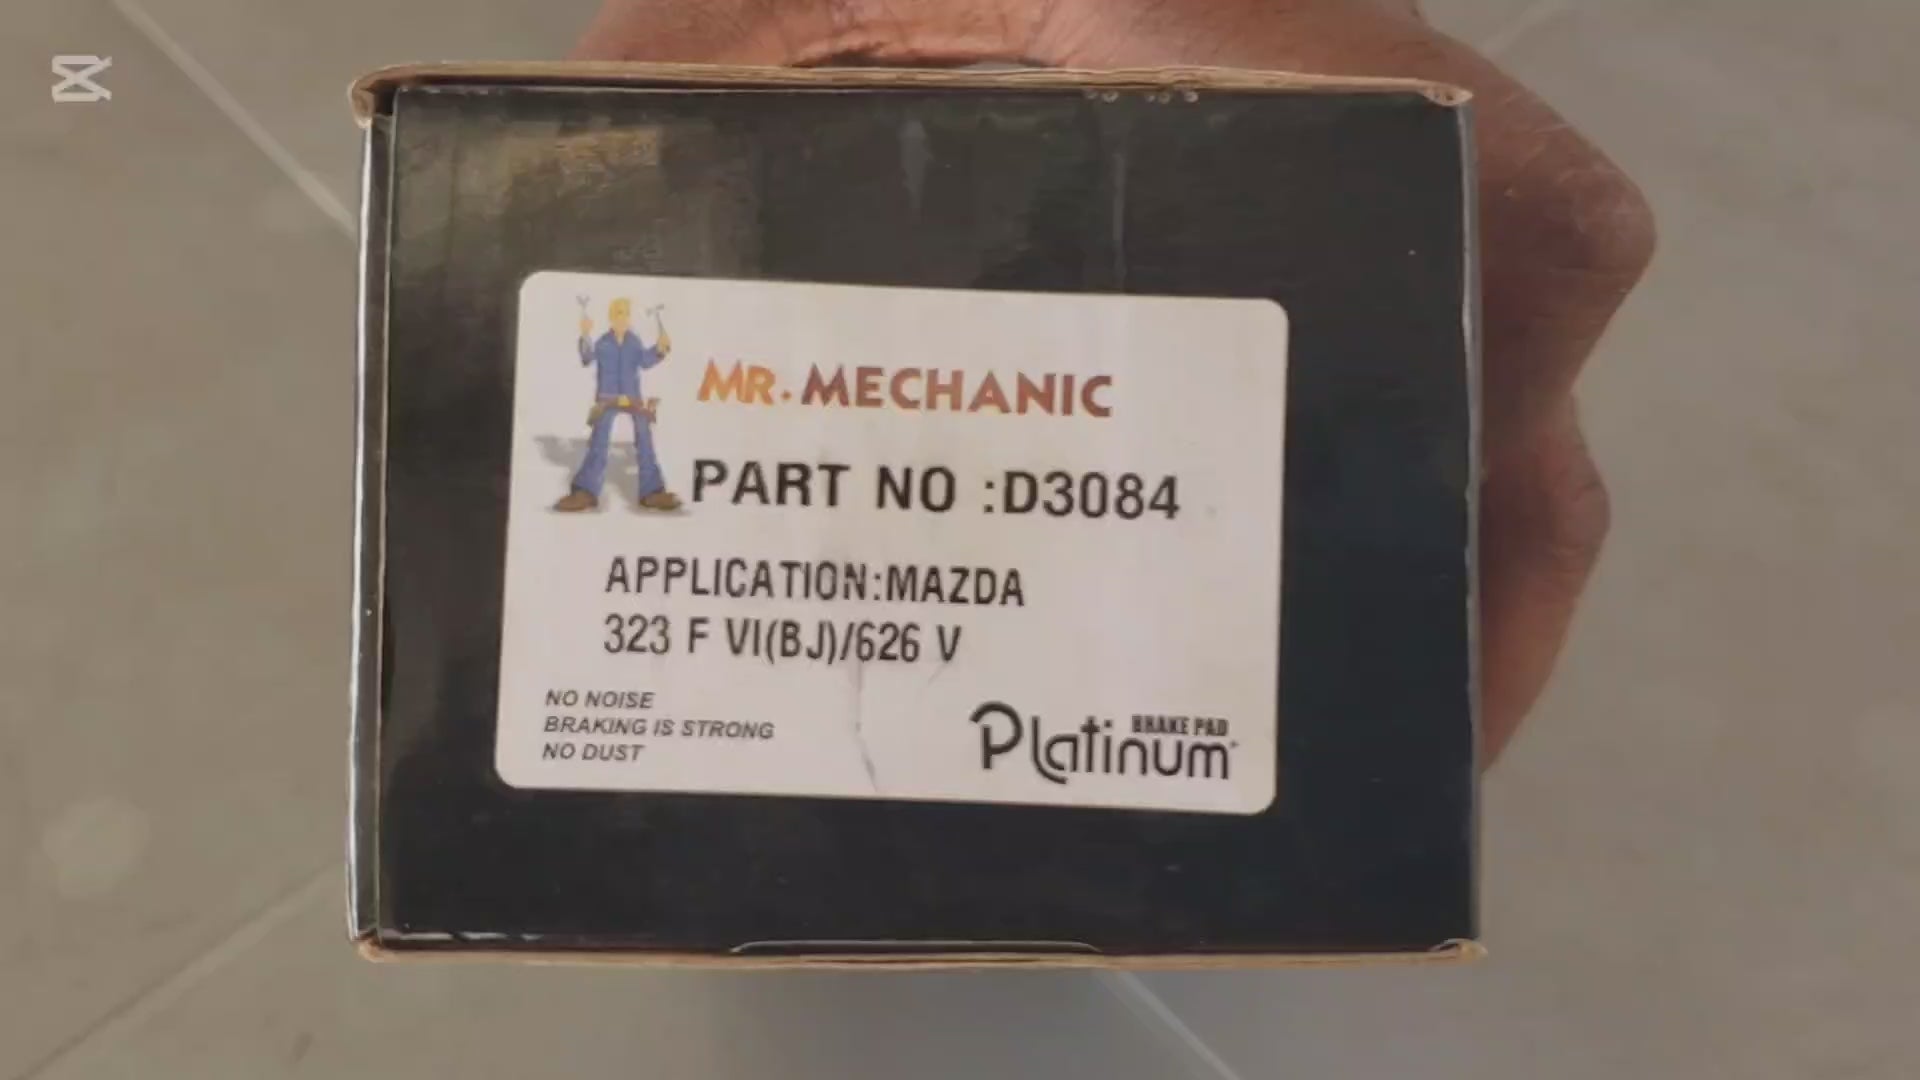 MR. MECHANIC
PART NO :D3084
APPLICATION:MAZDA
323 F VI(BJ)/626 V
NO NOISE
BRAKING IS STRONG
NO DUST
BRAKE PAD
Platinum